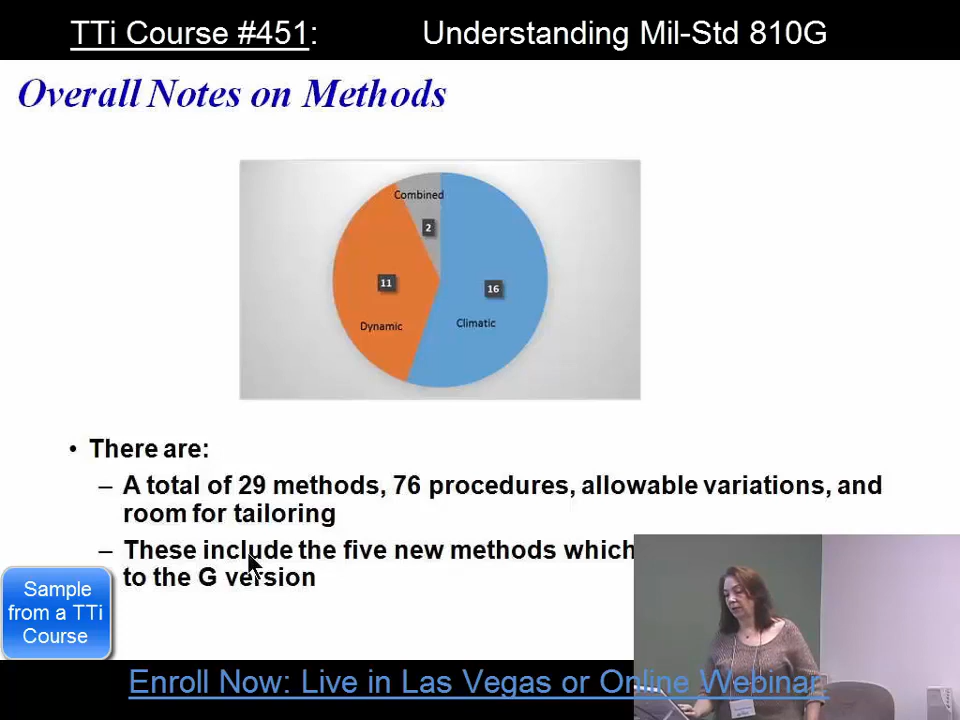 TTi Course #451: Understanding Mil-Std 810G
Overall Notes on Methods
Combined
2
11
16
Dynamic
Climatic
• There are:
– A total of 29 methods, 76 procedures, allowable variations, and
room for tailoring
– These include the five new methods which
to the G version
Sample
from a TTi
Course
Enroll Now: Live in Las Vegas or Online Webinar